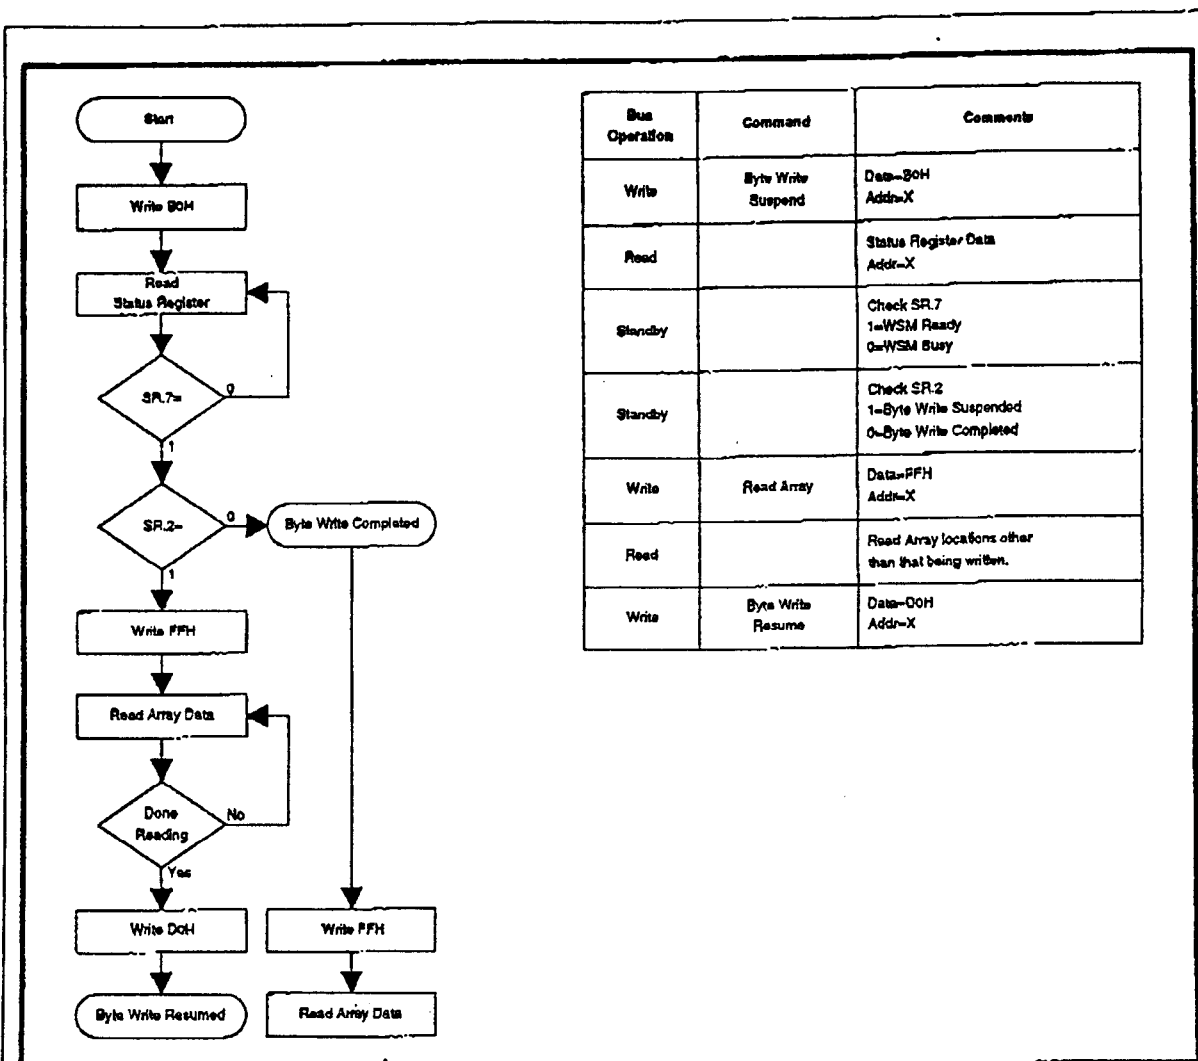 Start
Write B0H
Read
Status Register
SR.7=
0
1
SR.2=
0
Byte Write Completed
1
Write FFH
Read Array Data
Done
Reading
No
Yes
Write D0H
Write FFH
Byte Write Resumed
Read Array Data
Bus
Operation
Command
Comments
Write
Byte Write
Suspend
Data=B0H
Addr=X
Read
Status Register Data
Addr=X
Standby
Check SR.7
1=WSM Ready
0=WSM Busy
Standby
Check SR.2
1=Byte Write Suspended
0=Byte Write Completed
Write
Read Array
Data=FFH
Addr=X
Read
Read Array locations other
than that being written.
Write
Byte Write
Resume
Data=D0H
Addr=X